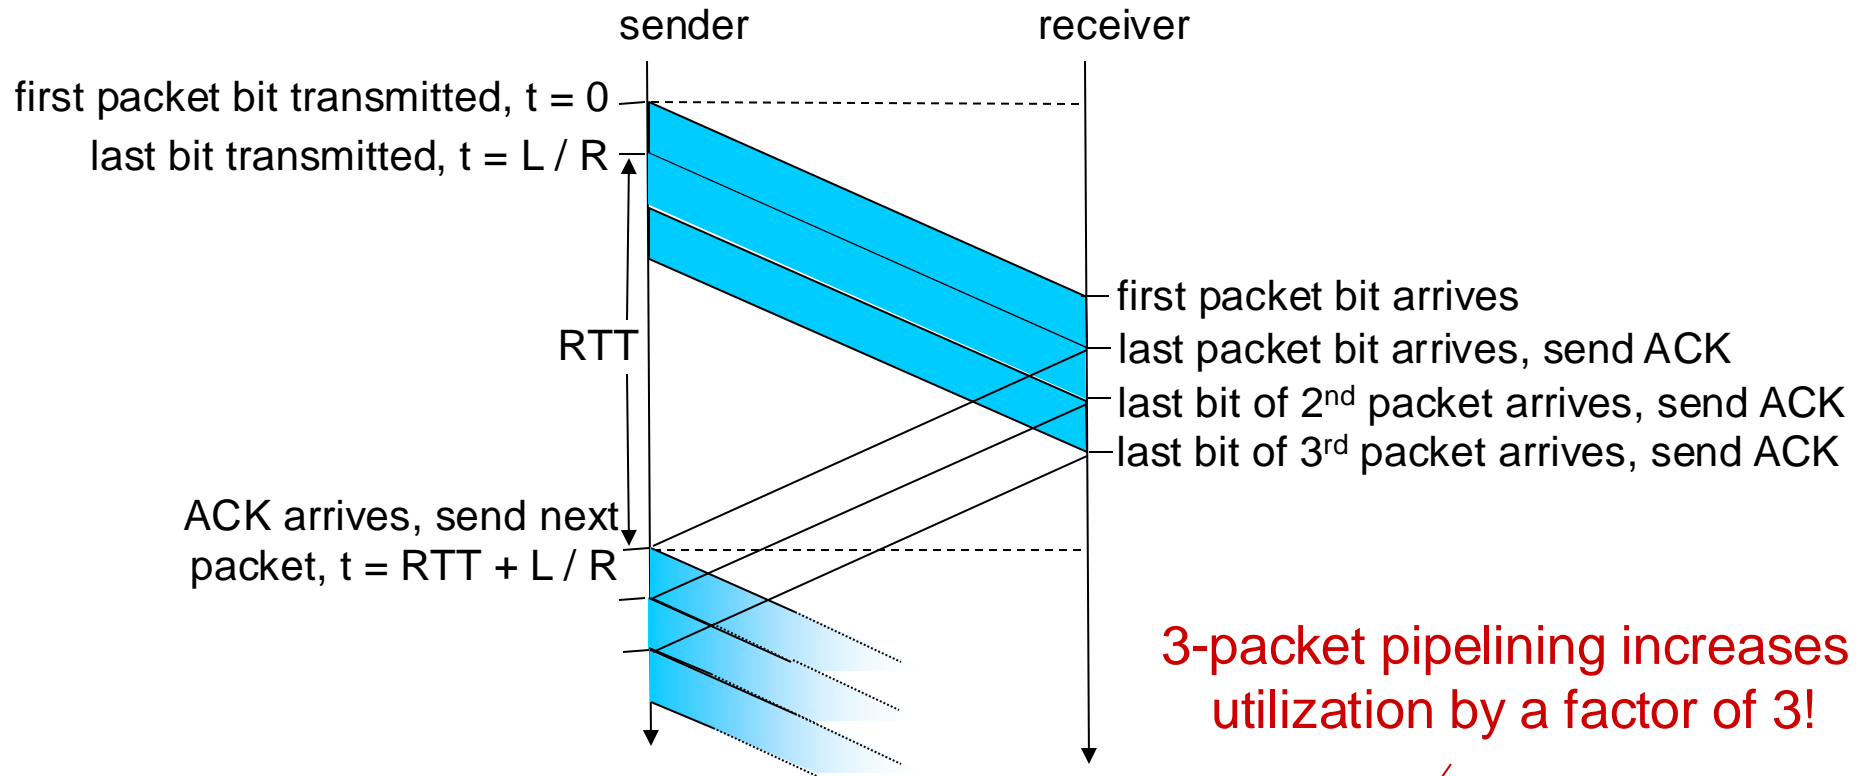 sender
receiver
first packet bit transmitted, t = 0
last bit transmitted, t = L / R
RTT
first packet bit arrives
last packet bit arrives, send ACK
last bit of 2nd packet arrives, send ACK
last bit of 3rd packet arrives, send ACK
ACK arrives, send next
packet, t = RTT + L / R
3-packet pipelining increases
utilization by a factor of 3!